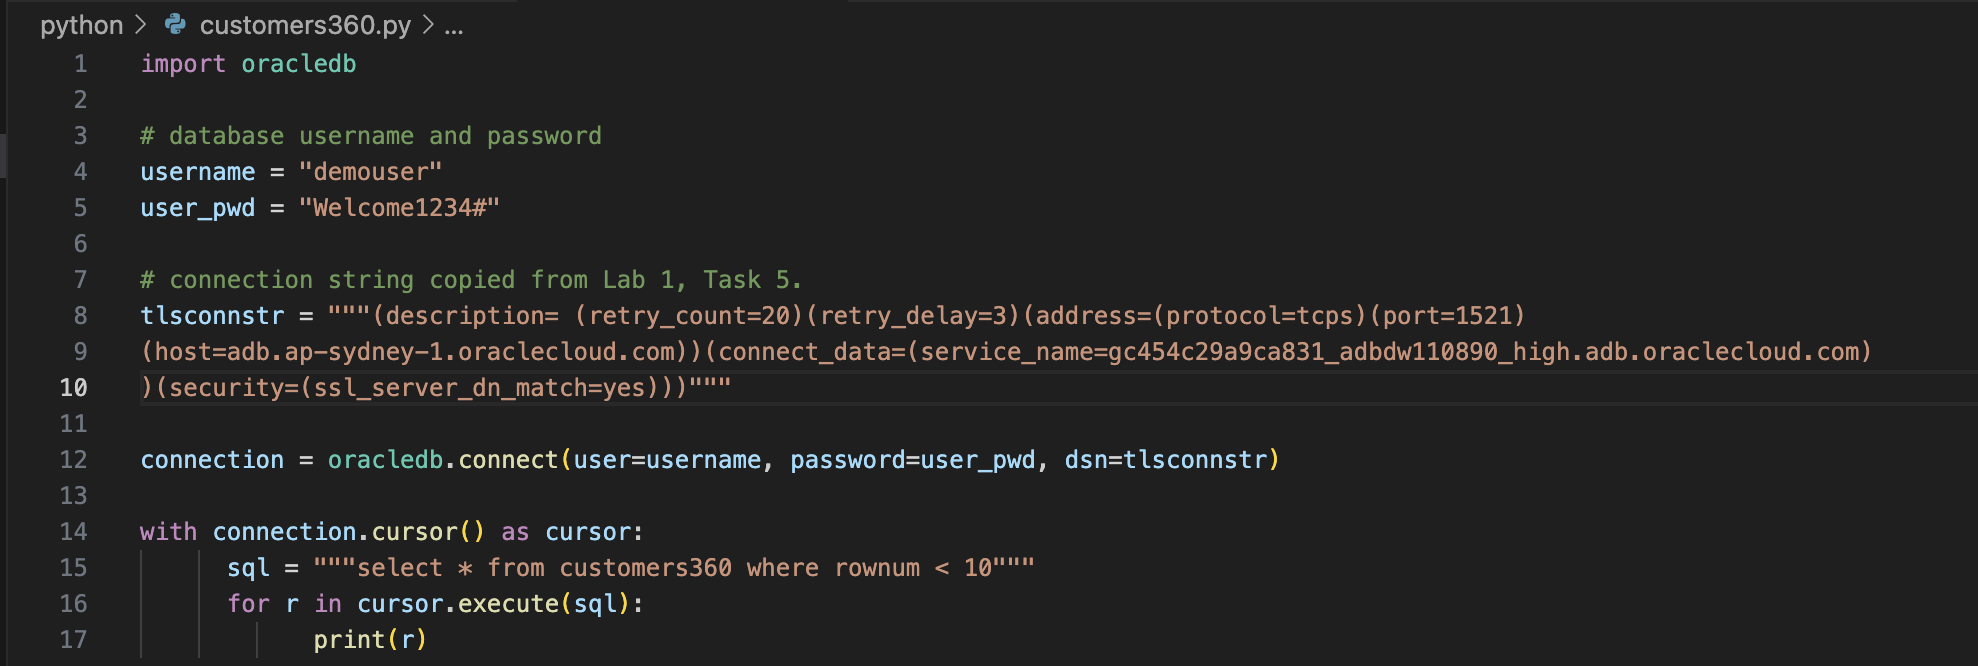 python > customers360.py > ...
1 import oracledb
2
3 # database username and password
4 username = "demouser"
5 user_pwd = "Welcome1234#"
6
7 # connection string copied from Lab 1, Task 5.
8 tlsconnstr = """(description= (retry_count=20)(retry_delay=3)(address=(protocol=tcps)(port=1521)
9 (host=adb.ap-sydney-1.oraclecloud.com))(connect_data=(service_name=gc454c29a9ca831_adbdw110890_high.adb.oraclecloud.com)
10 )(security=(ssl_server_dn_match=yes)))"""
11
12 connection = oracledb.connect(user=username, password=user_pwd, dsn=tlsconnstr)
13
14 with connection.cursor() as cursor:
15       sql = """select * from customers360 where rownum < 10"""
16       for r in cursor.execute(sql):
17             print(r)